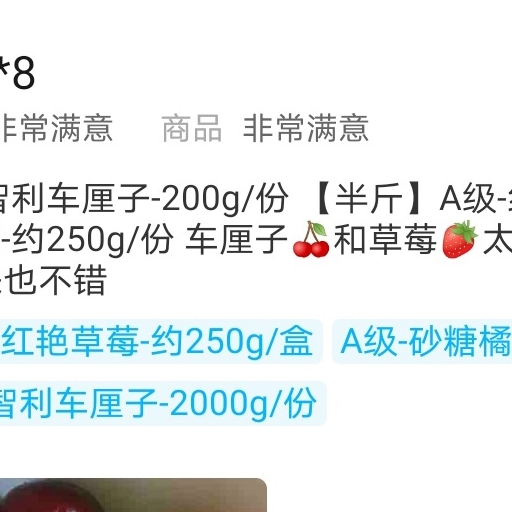 *8
非常满意 商品 非常满意
智利车厘子-200g/份 【半斤】A级-
-约250g/份 车厘子🍒和草莓🍓太
也不错
红艳草莓-约250g/盒 A级-砂糖橘
智利车厘子-2000g/份